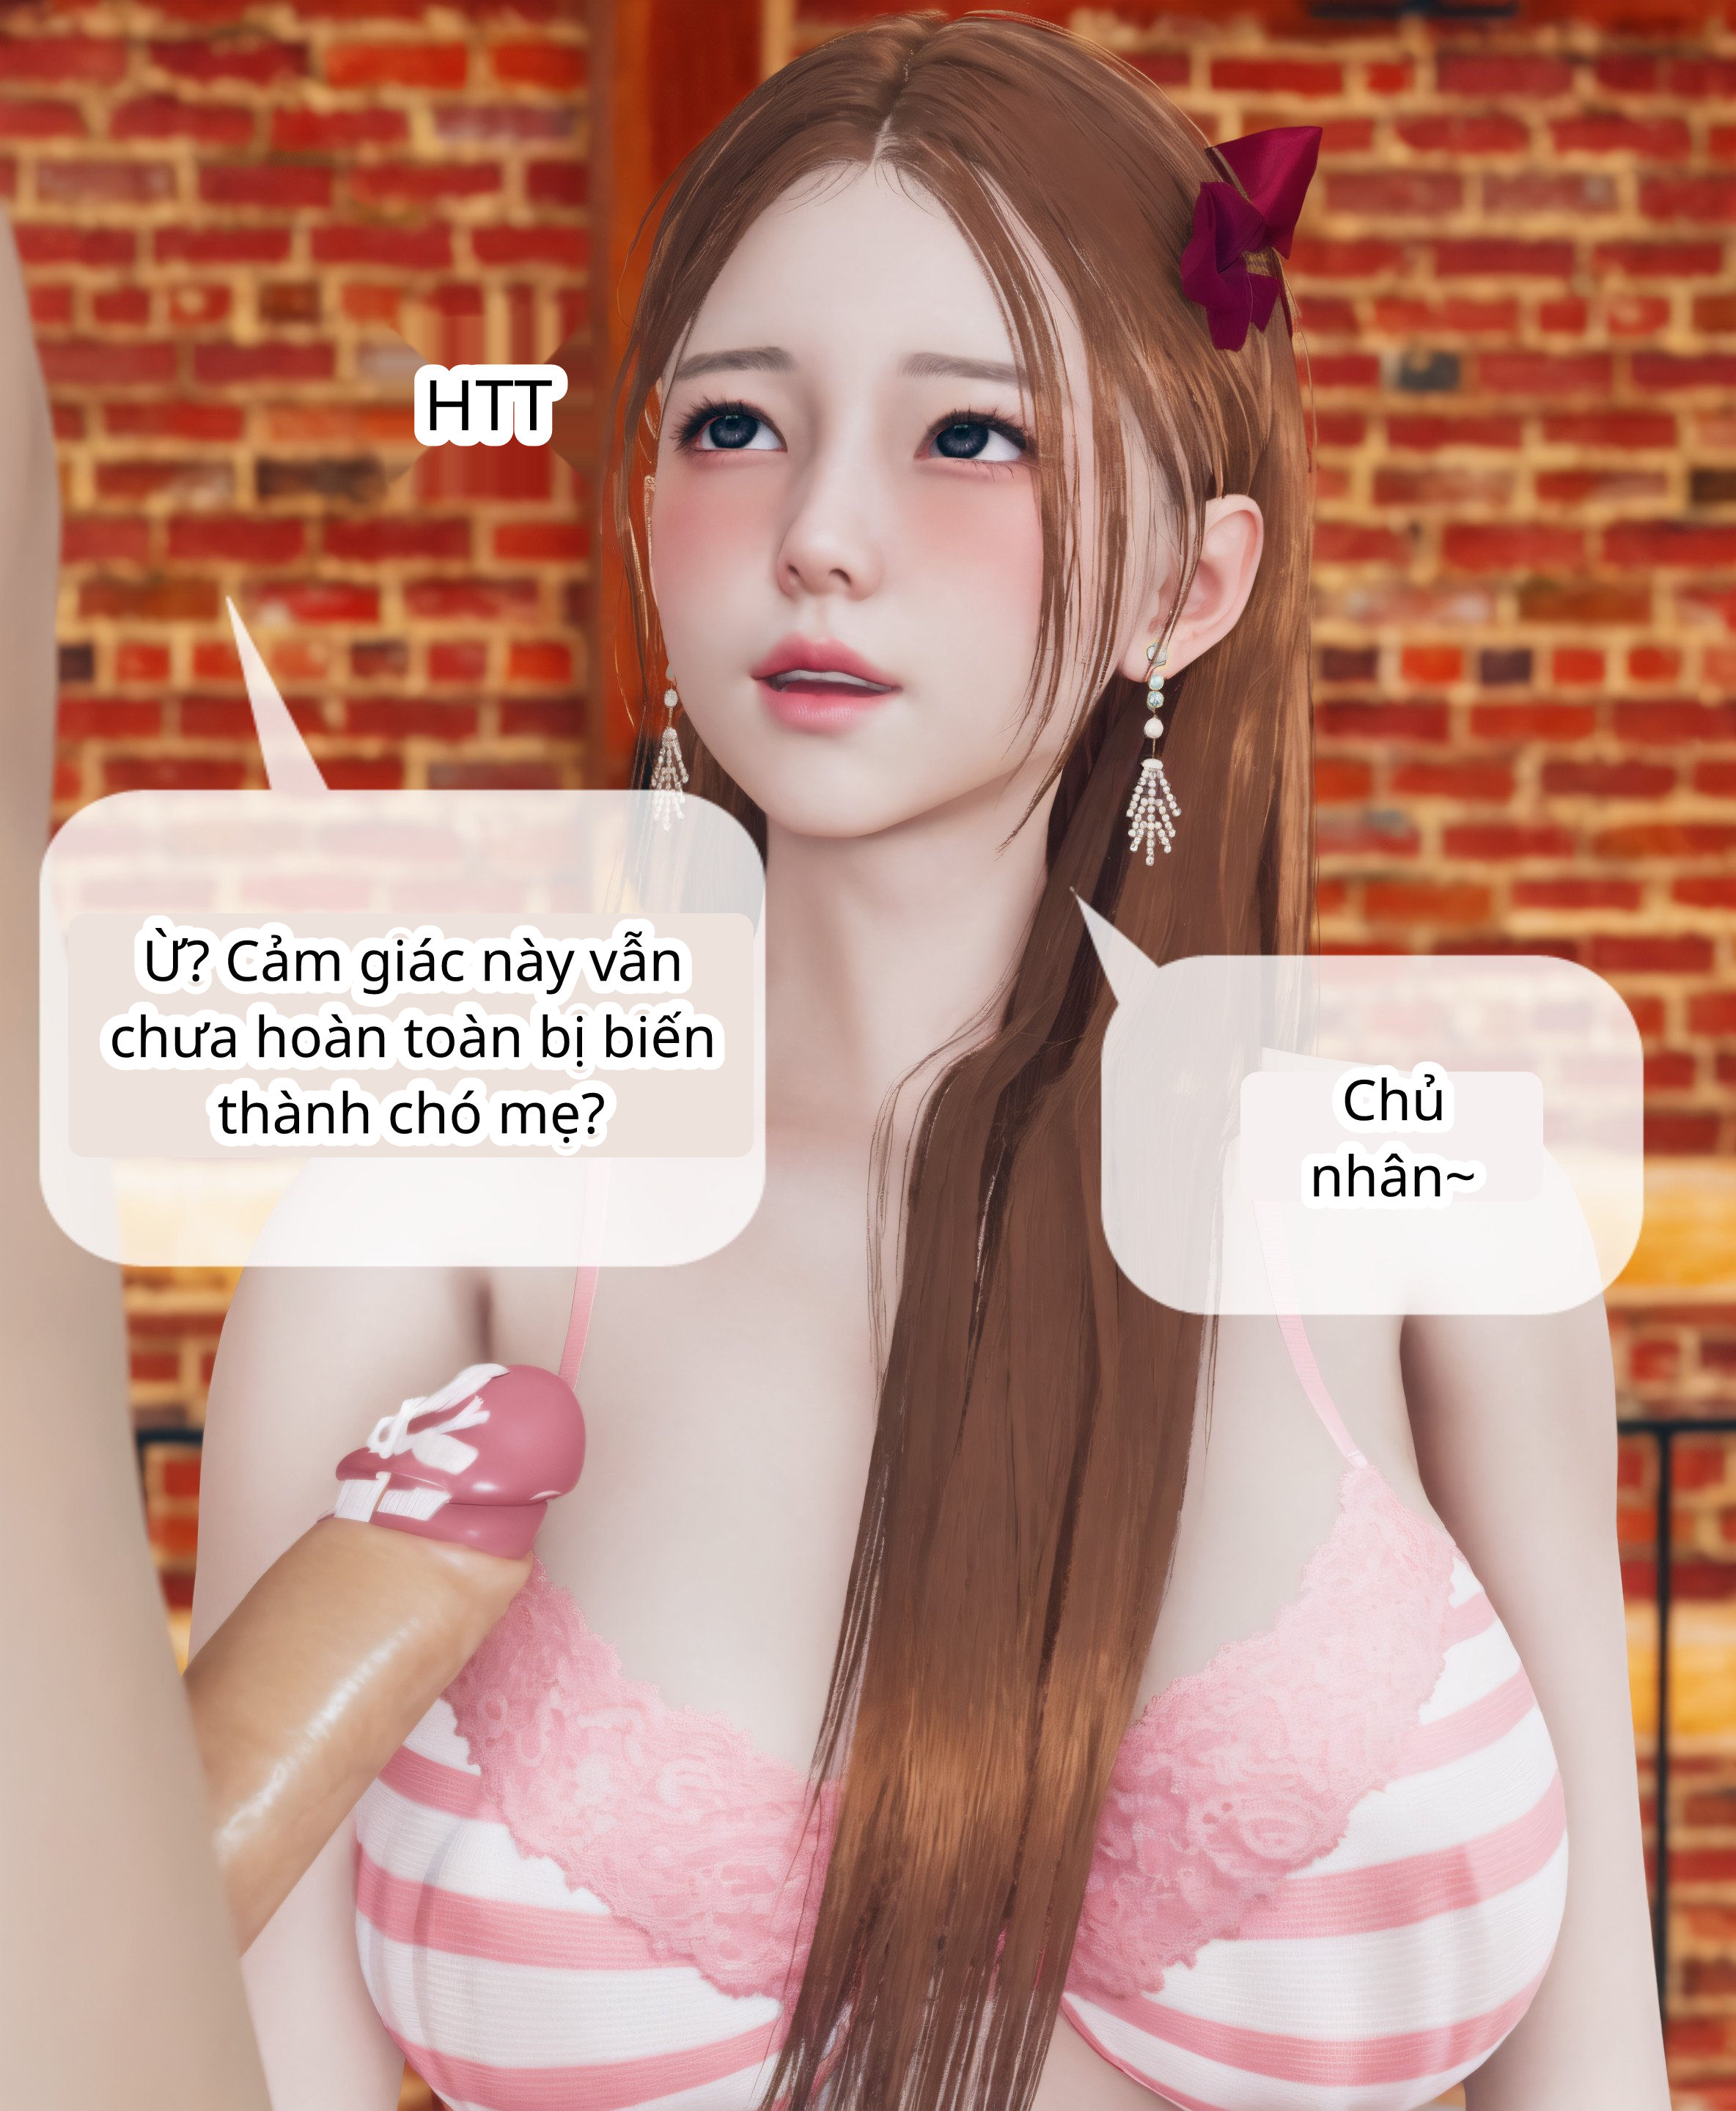 HTT
Ừ? Cảm giác này vẫn
chưa hoàn toàn bị biến
thành chó mẹ?
Chủ
nhân~